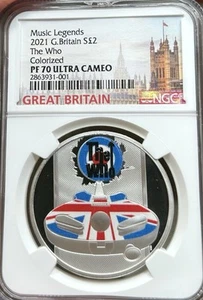 Music Legends
2021 G.Britain S£2
The Who
Colorized
PF 70 ULTRA CAMEO
2863931-001
GREAT BRITAIN
NGC
The
Who